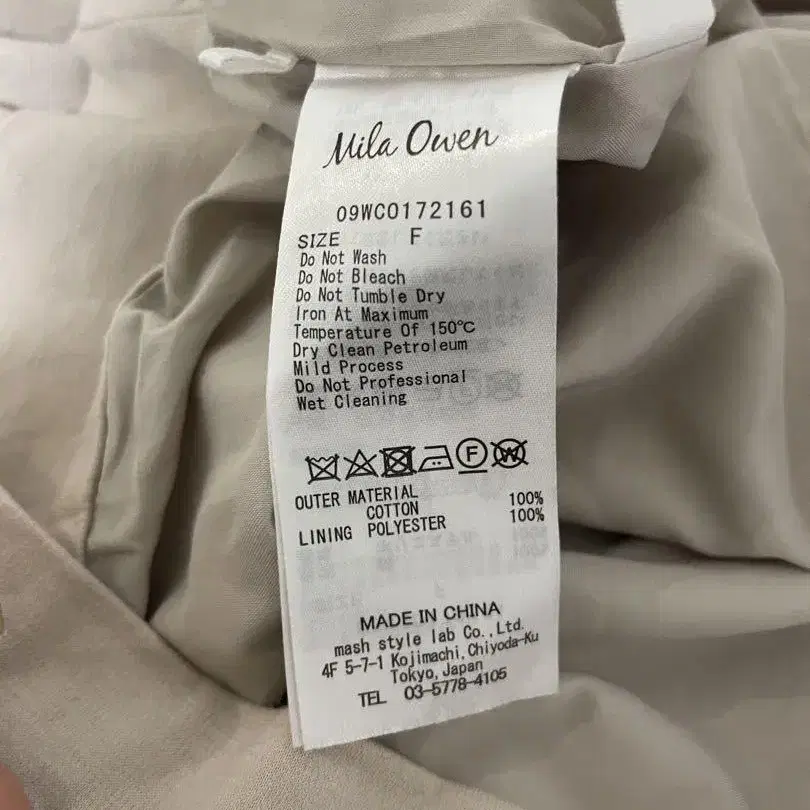 Mila Owen
09WCO172161
SIZE F
Do Not Wash
Do Not Bleach
Do Not Tumble Dry
Iron At Maximum
Temperature Of 150℃
Dry Clean Petroleum
Mild Process
Do Not Professional
Wet Cleaning
F W
OUTER MATERIAL
COTTON 100%
LINING POLYESTER 100%
MADE IN CHINA
mash style lab Co.,Ltd.
4F 5-7-1 Kojimachi,Chiyoda-Ku
Tokyo,Japan
TEL 03-5778-4105